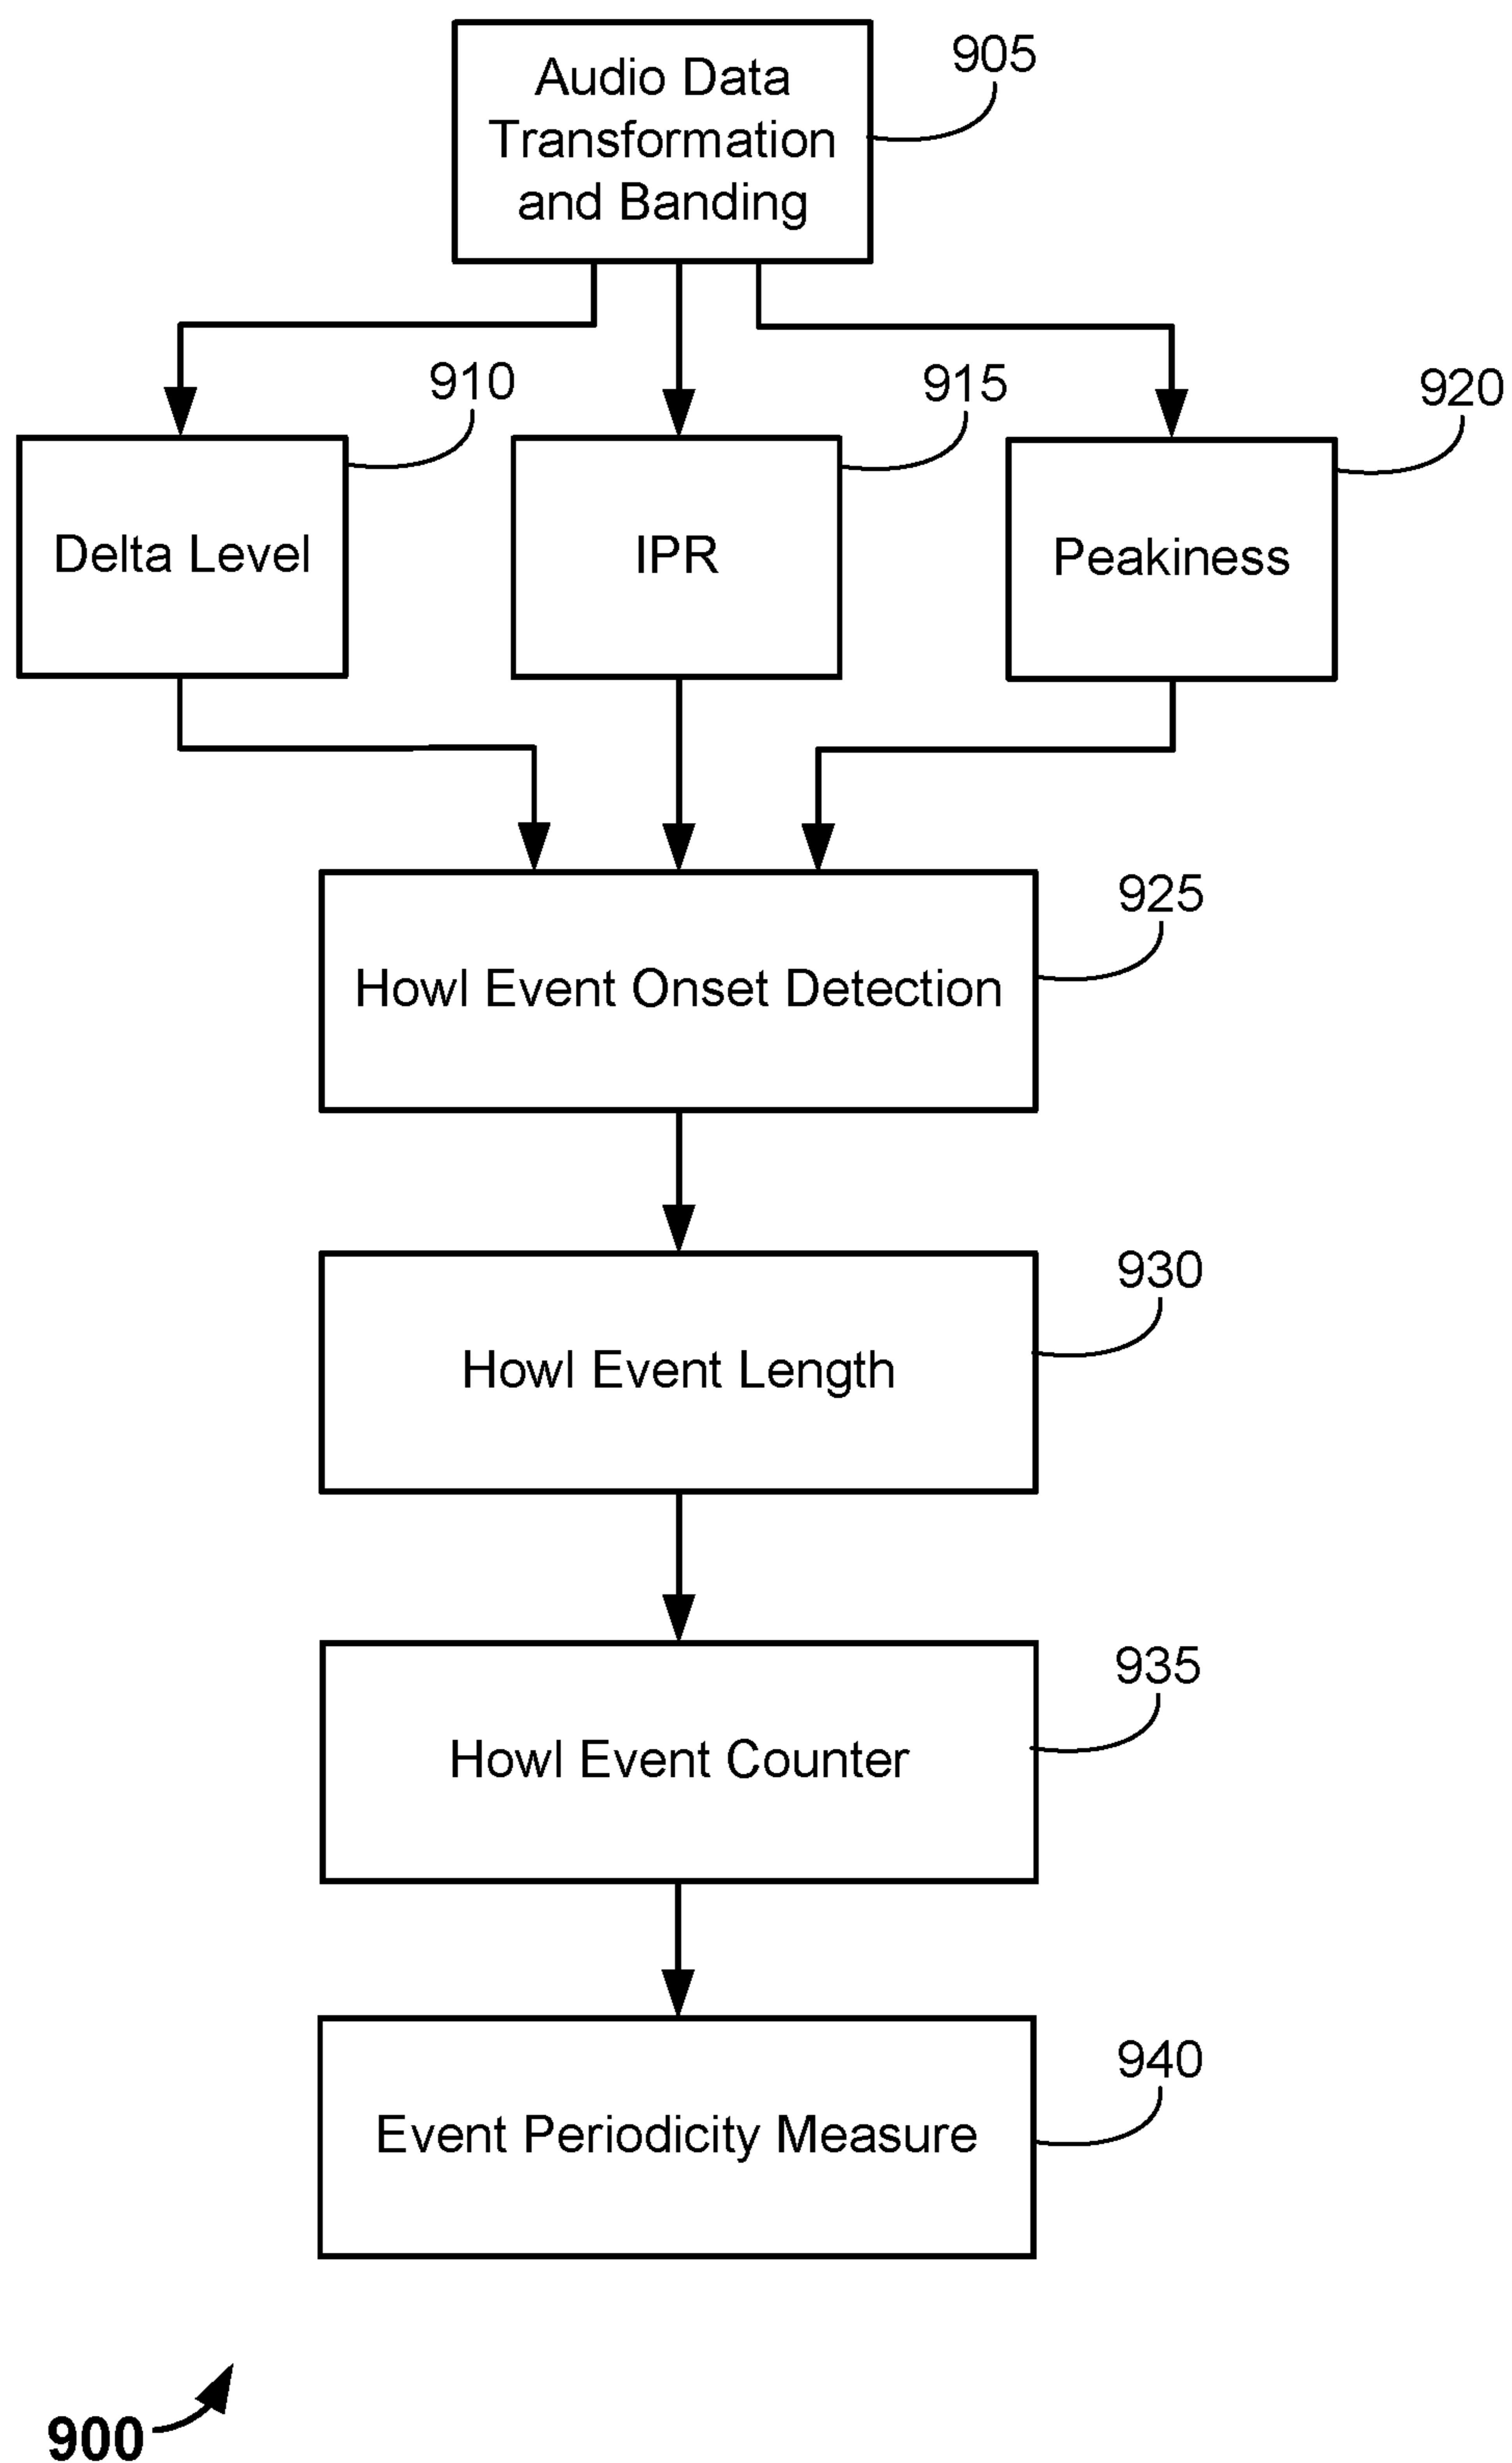 Audio Data
Transformation
and Banding
905
910
915
920
Delta Level
IPR
Peakiness
925
Howl Event Onset Detection
930
Howl Event Length
935
Howl Event Counter
940
Event Periodicity Measure
900